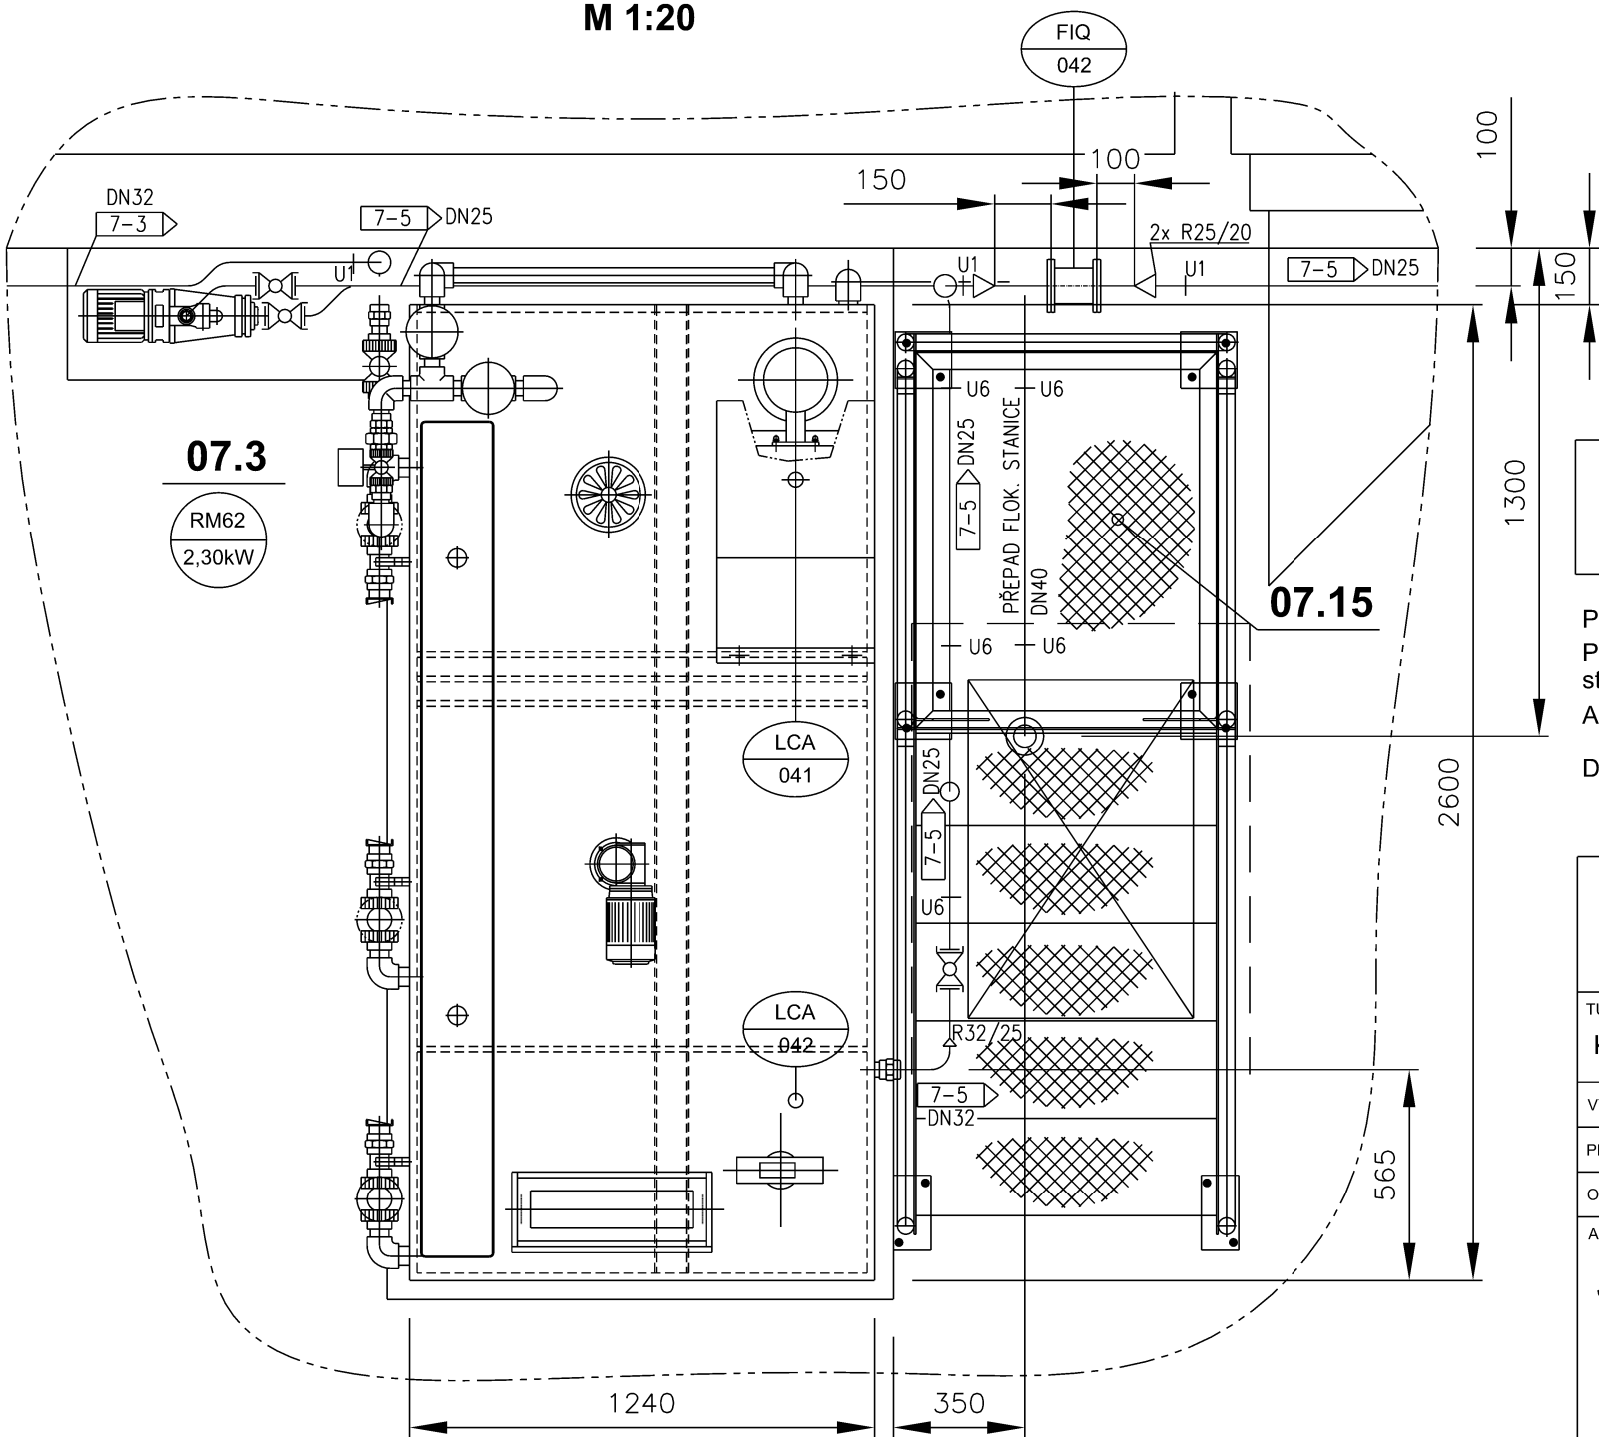 M 1:20
FIQ
042
100
100
150
DN32
7-3
7-5
DN25
2x R25/20
U1
U1
U1
7-5
DN25
150
U6
U6
07.3
RM62
2,30kW
7-5
DN25
PŘEPAD FLOK. STANICE
DN40
1300
07.15
U6
U6
LCA
041
7-5
DN25
2600
U6
LCA
042
R32/25
7-5
DN32
565
1240
350